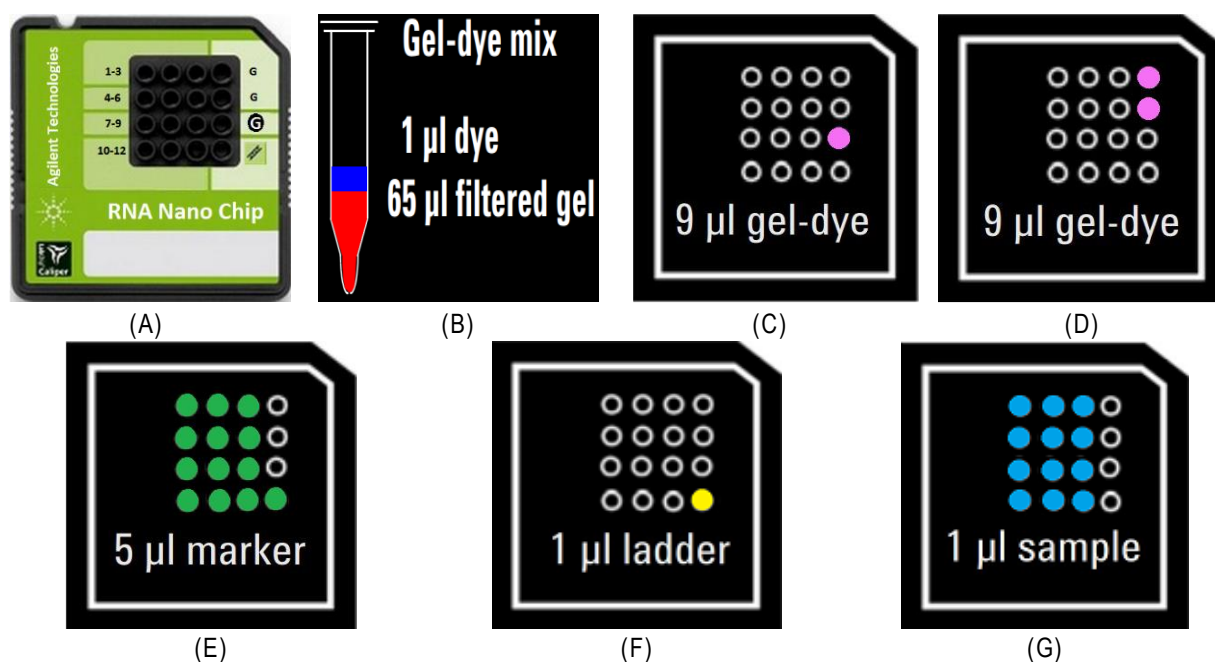 Agilent Technologies
1-3 G
4-6 G
7-9 G
10-12
RNA Nano Chip
Caliper
(A)
Gel-dye mix
1 µl dye
65 µl filtered gel
(B)
9 µl gel-dye
(C)
9 µl gel-dye
(D)
5 µl marker
(E)
1 µl ladder
(F)
1 µl sample
(G)